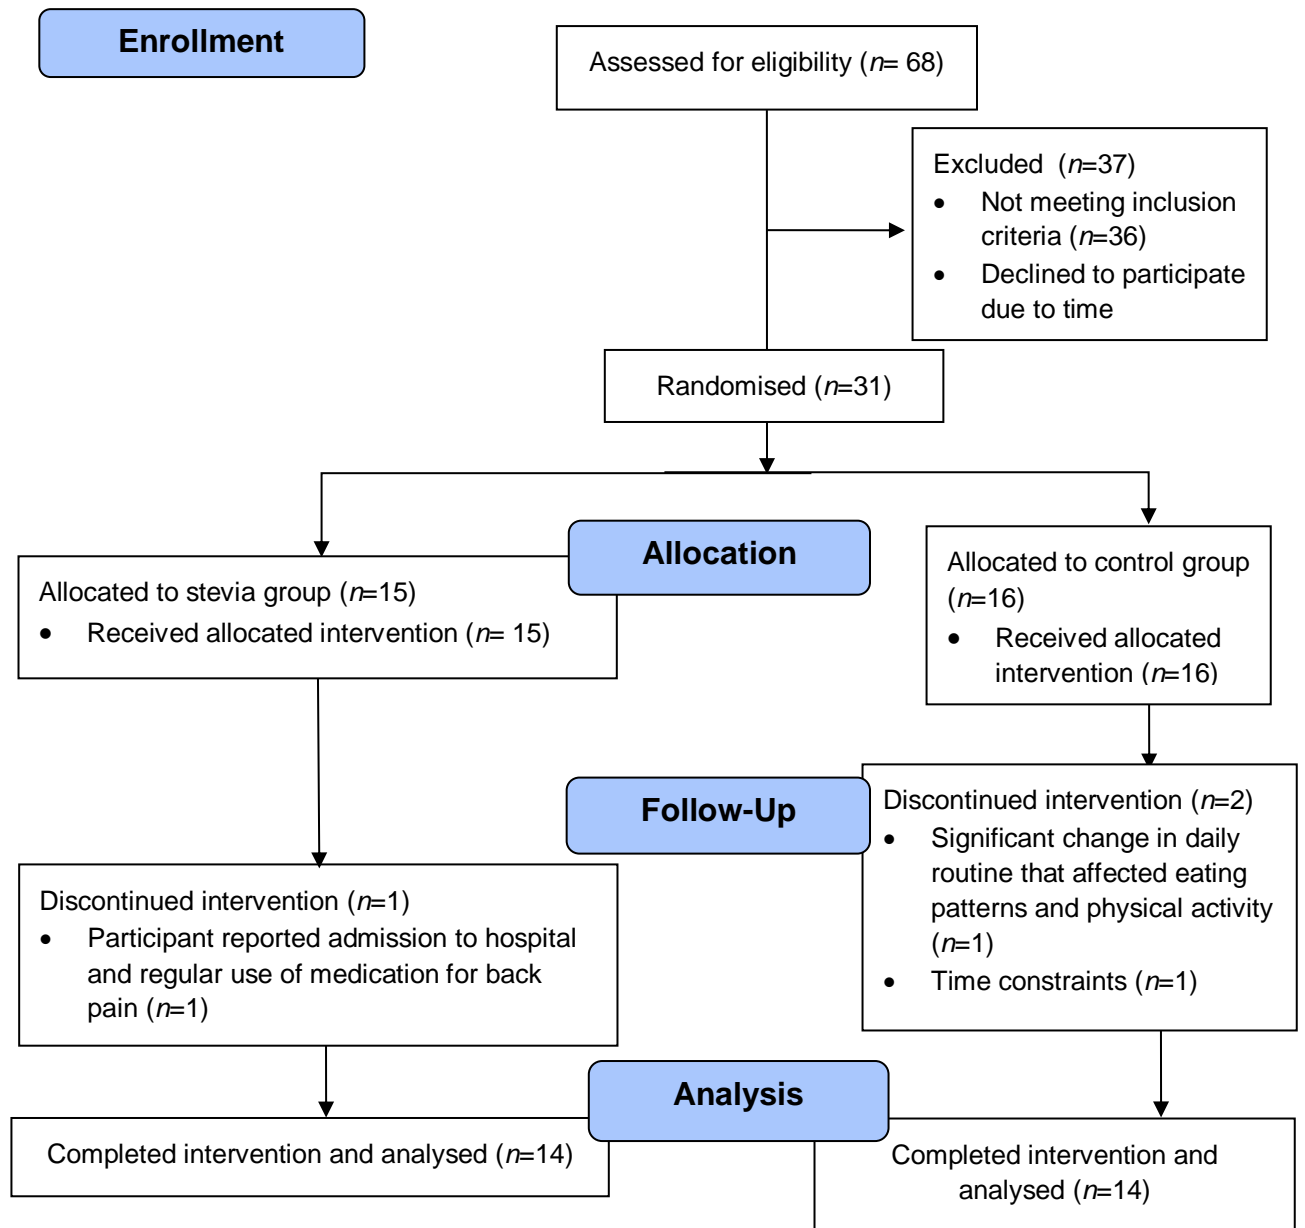 Enrollment
Assessed for eligibility (n= 68)
Excluded (n=37)
• Not meeting inclusion
criteria (n=36)
• Declined to participate
due to time
Randomised (n=31)
Allocation
Allocated to stevia group (n=15)
• Received allocated intervention (n= 15)
Allocated to control group
(n=16)
• Received allocated
intervention (n=16)
Follow-Up
Discontinued intervention (n=1)
• Participant reported admission to hospital
and regular use of medication for back
pain (n=1)
Discontinued intervention (n=2)
• Significant change in daily
routine that affected eating
patterns and physical activity
(n=1)
• Time constraints (n=1)
Analysis
Completed intervention and analysed (n=14)
Completed intervention and
analysed (n=14)